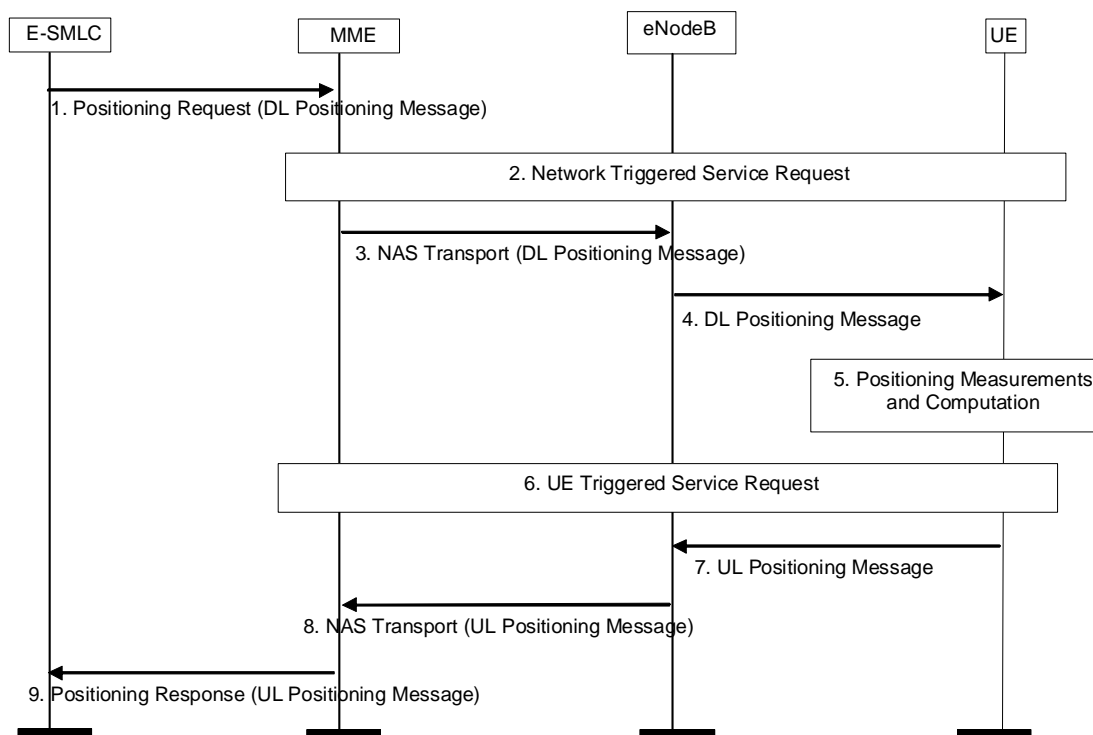 E-SMLC
MME
eNodeB
UE
1. Positioning Request (DL Positioning Message)
2. Network Triggered Service Request
3. NAS Transport (DL Positioning Message)
4. DL Positioning Message
5. Positioning Measurements
and Computation
6. UE Triggered Service Request
7. UL Positioning Message
8. NAS Transport (UL Positioning Message)
9. Positioning Response (UL Positioning Message)